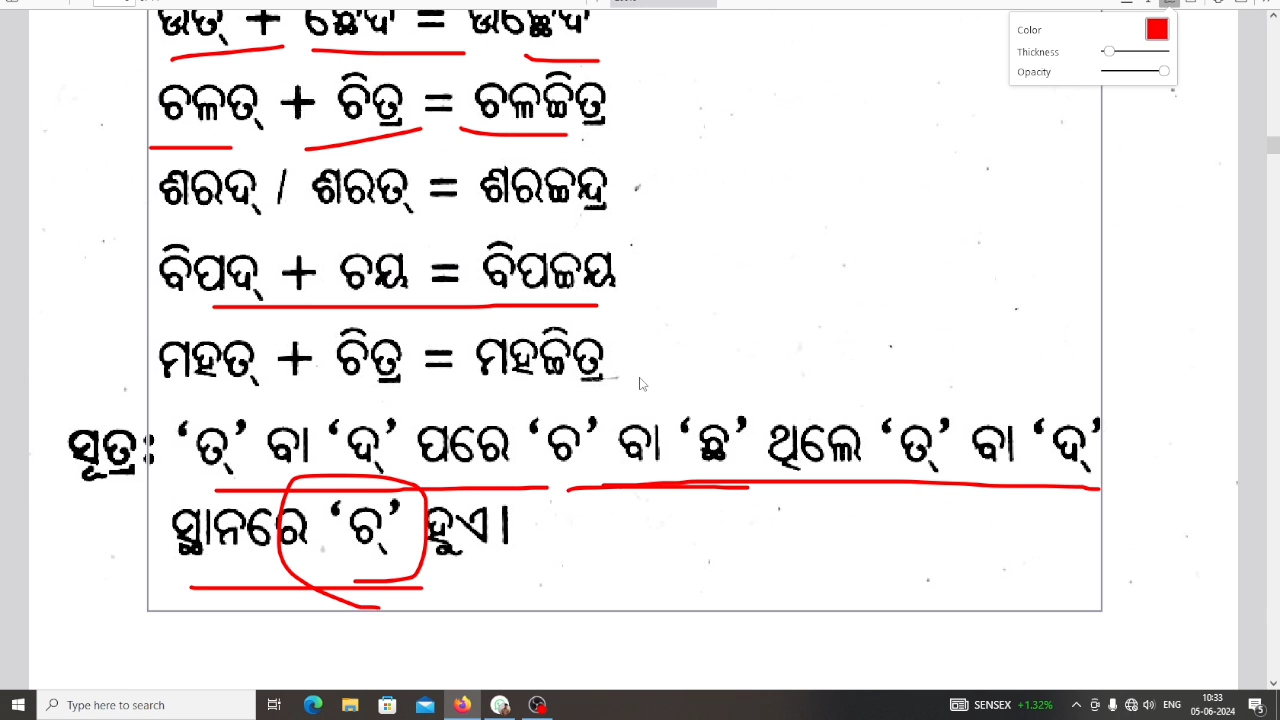 Color
Thickness
Opacity
ଉତ୍ + ଛେଦ = ଉଚ୍ଛେଦ
ଚଳତ୍ + ଚିତ୍ର = ଚଳଚ୍ଚିତ୍ର
ଶରଦ୍ / ଶରତ୍ = ଶରଚ୍ଚନ୍ଦ୍ର
ବିପଦ୍ + ଚୟ = ବିପଚ୍ଚୟ
ମହତ୍ + ଚିତ୍ର = ମହଚ୍ଚିତ୍ର
ସୂତ୍ର: ‘ତ୍’ ବା ‘ଦ୍’ ପରେ ‘ଚ’ ବା ‘ଛ’ ଥିଲେ ‘ତ୍’ ବା ‘ଦ୍’
ସ୍ଥାନରେ ‘ଚ୍’ ହୁଏ।
Type here to search
SENSEX +1.32%
ENG
10:33
05-06-2024
5